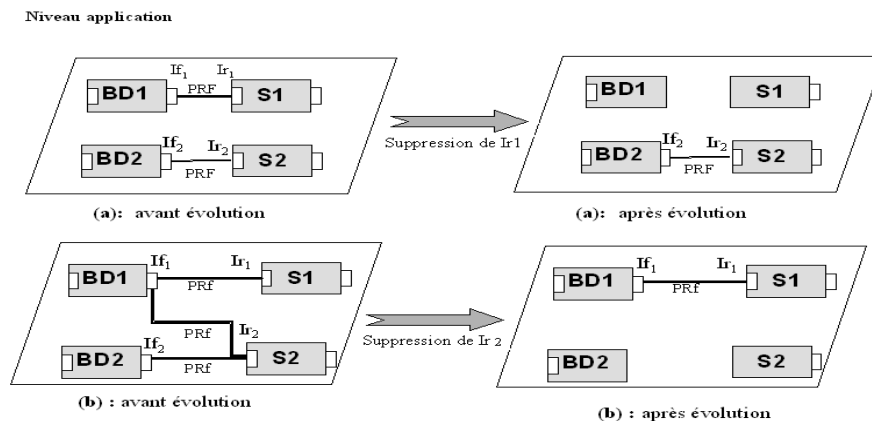 Niveau application
If1 Ir1
BD1 PRF S1
If2 Ir2
BD2 PRF S2
(a): avant évolution
Suppression de Ir1
BD1 S1
If2 Ir2
BD2 PRF S2
(a): après évolution
If1 Ir1
BD1 PRf S1
PRf Ir2
If2
BD2 PRf S2
(b) : avant évolution
Suppression de Ir 2
If1 Ir1
BD1 PRf S1
BD2 S2
(b) : après évolution